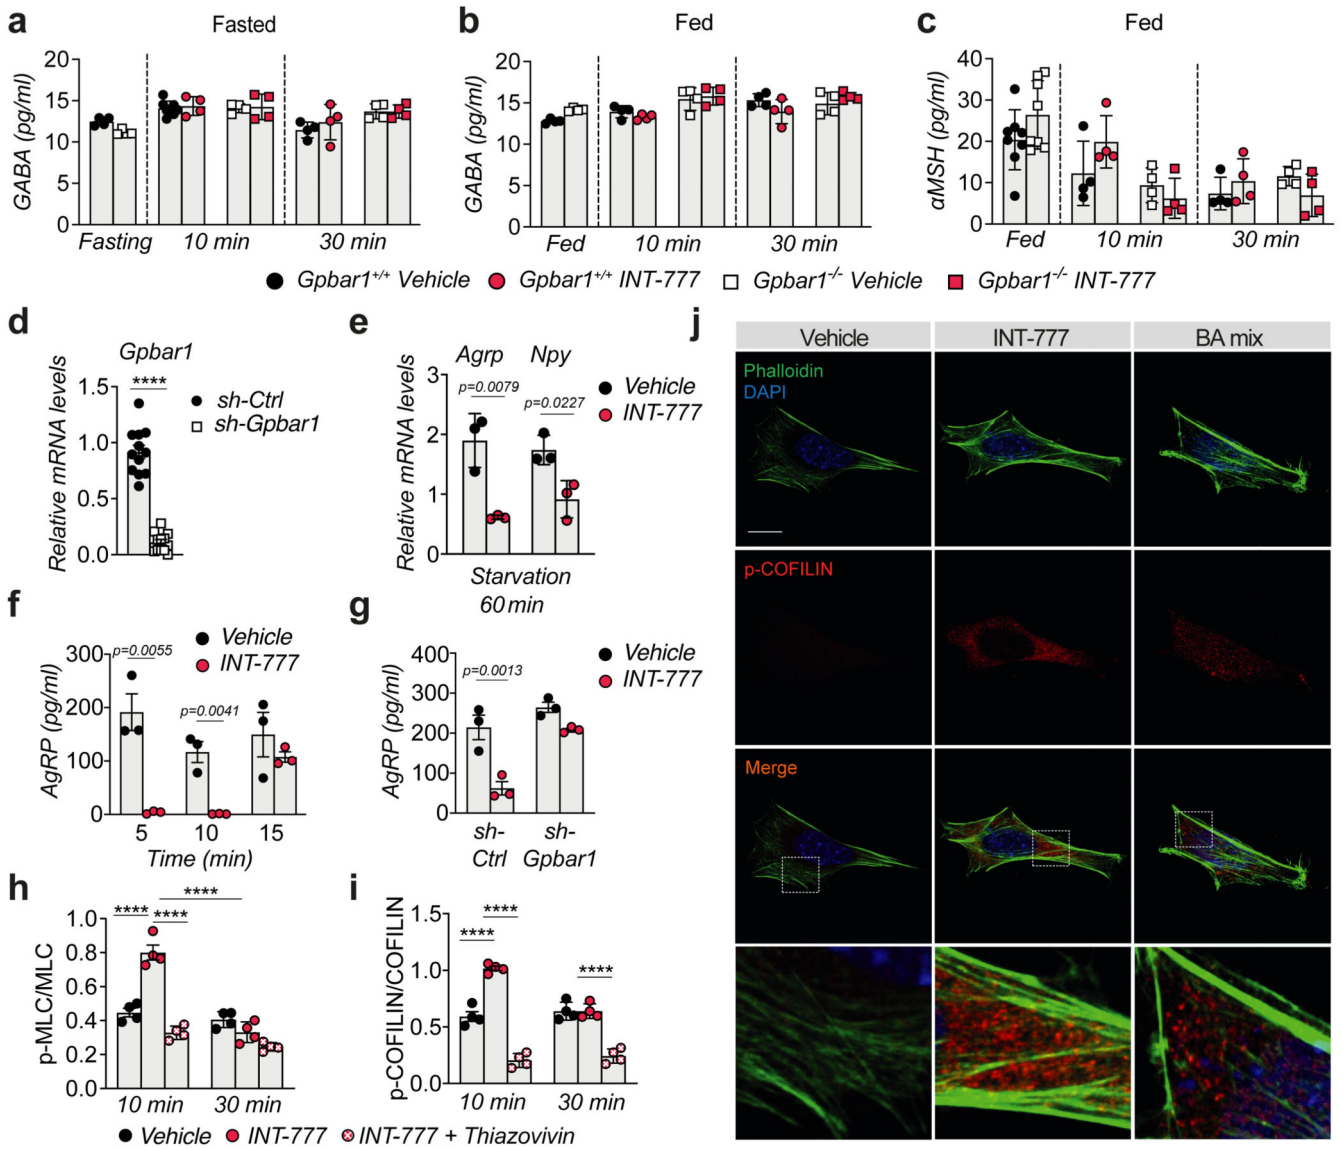 a
Fasted
GABA (pg/ml)
20
15
10
5
0
Fasting
10 min
30 min
b
Fed
GABA (pg/ml)
20
15
10
5
0
Fed
10 min
30 min
c
Fed
αMSH (pg/ml)
40
30
20
10
0
Fed
10 min
30 min
Gpbar1+/+ Vehicle
Gpbar1+/+ INT-777
Gpbar1-/- Vehicle
Gpbar1-/- INT-777
d
Gpbar1
Relative mRNA levels
1.5
1.0
0.5
0.0
****
sh-Ctrl
sh-Gpbar1
e
Agrp
Npy
Relative mRNA levels
3
2
1
0
p=0.0079
p=0.0227
Vehicle
INT-777
Starvation
60 min
f
Vehicle
INT-777
AgRP (pg/ml)
300
200
100
0
p=0.0055
p=0.0041
5
10
15
Time (min)
g
Vehicle
INT-777
AgRP (pg/ml)
400
300
200
100
0
p=0.0013
sh-
Ctrl
sh-
Gpbar1
h
p-MLC/MLC
1.0
0.8
0.6
0.4
0.2
0.0
****
****
****
10 min
30 min
i
p-COFILIN/COFILIN
1.5
1.0
0.5
0.0
****
****
****
10 min
30 min
Vehicle
INT-777
INT-777 + Thiazovivin
j
Vehicle
INT-777
BA mix
Phalloidin
DAPI
p-COFILIN
Merge